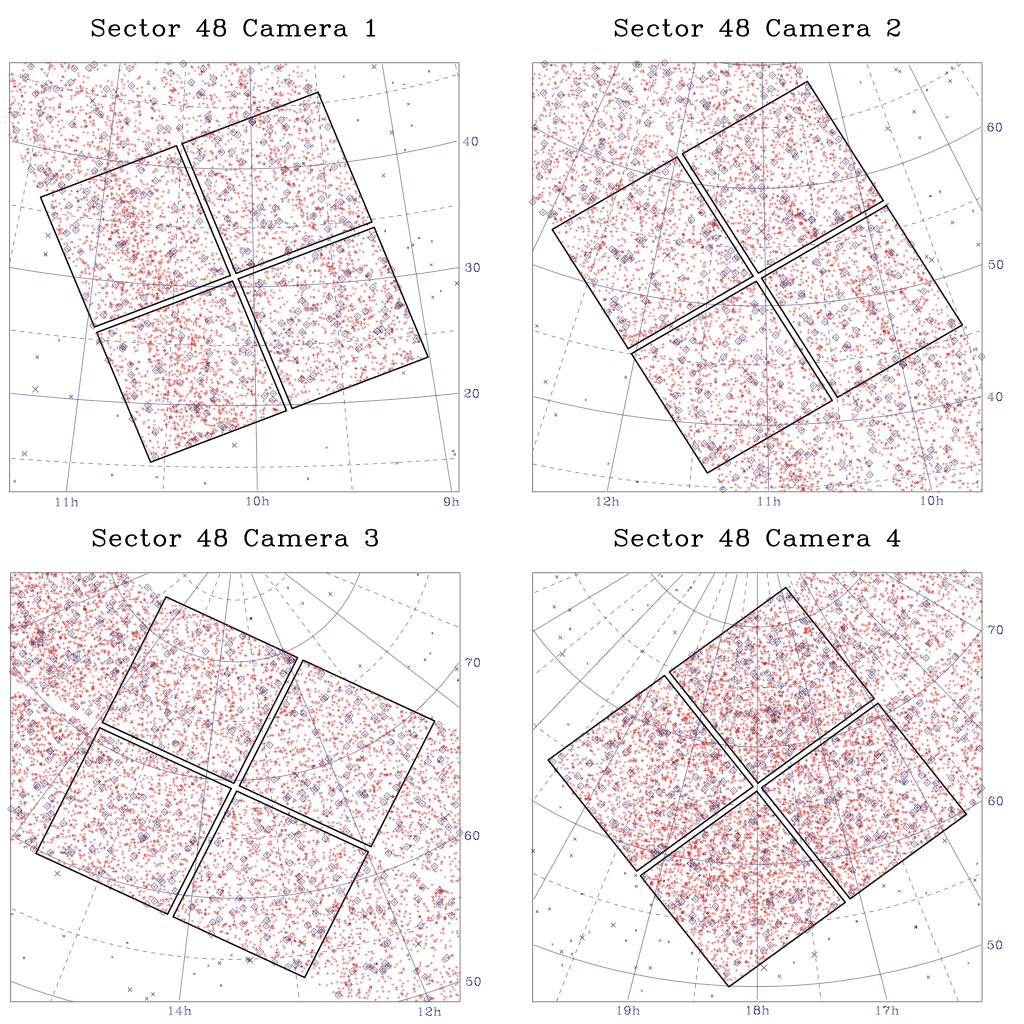 Sector 48 Camera 1
40
30
20
11h
10h
9h
Sector 48 Camera 2
60
50
40
12h
11h
10h
Sector 48 Camera 3
70
60
50
14h
12h
Sector 48 Camera 4
70
60
50
19h
18h
17h